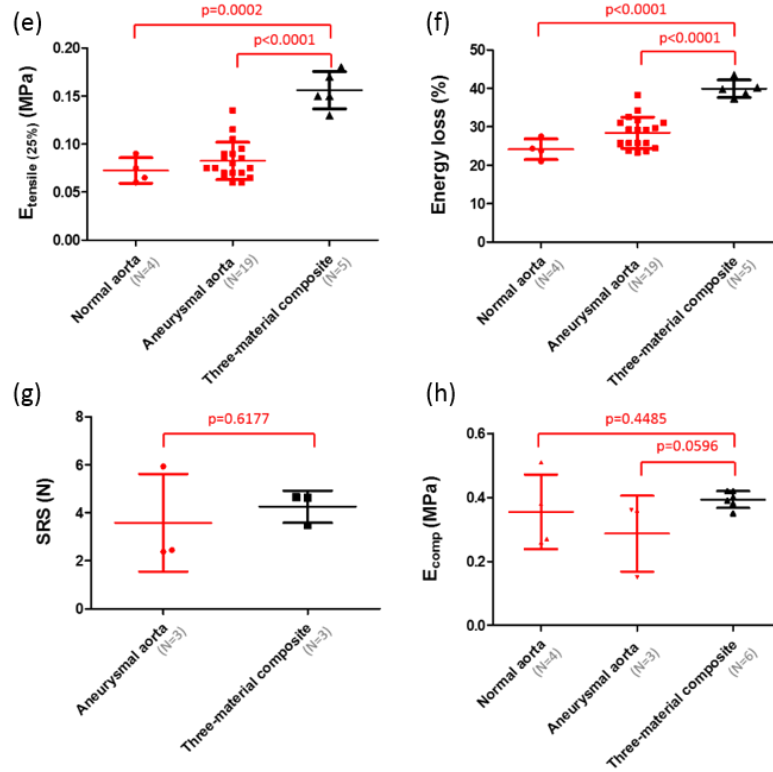 (e)
p=0.0002
p<0.0001
E tensile (25%) (MPa)
0.20
0.15
0.10
0.05
0.00
Normal aorta
(N=4)
Aneurysmal aorta
(N=19)
Three-material composite
(N=5)
(f)
p<0.0001
p<0.0001
Energy loss (%)
50
40
30
20
10
0
Normal aorta
(N=4)
Aneurysmal aorta
(N=19)
Three-material composite
(N=5)
(g)
p=0.6177
SRS (N)
8
6
4
2
0
Aneurysmal aorta
(N=3)
Three-material composite
(N=3)
(h)
p=0.4485
p=0.0596
E comp (MPa)
0.6
0.4
0.2
0.0
Normal aorta
(N=4)
Aneurysmal aorta
(N=3)
Three-material composite
(N=6)